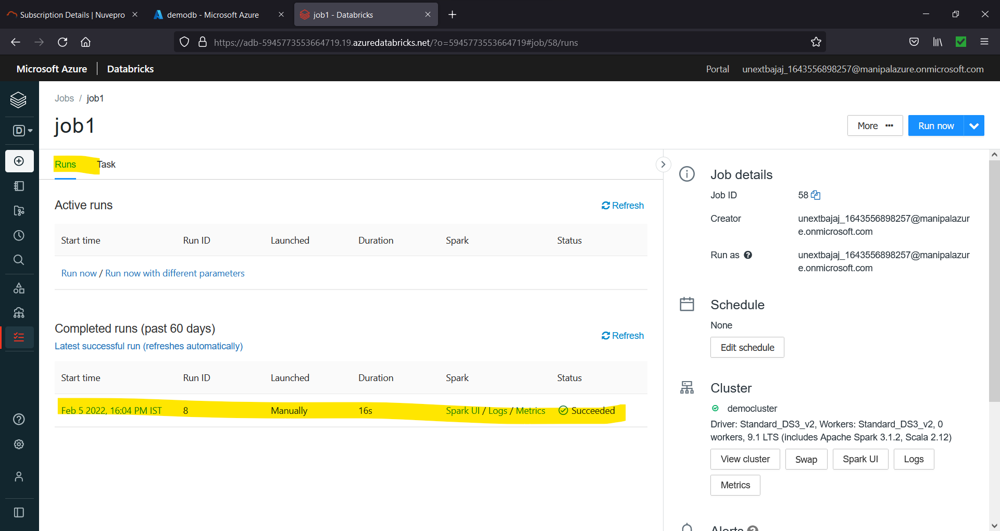 Subscription Details | Nuvepro
demodb - Microsoft Azure
job1 - Databricks
https://adb-5945773553664719.19.azuredatabricks.net/?o=5945773553664719#job/58/runs
Microsoft Azure | Databricks
Portal
unextbajaj_1643556898257@manipalazure.onmicrosoft.com
D
Jobs / job1
job1
More ···
Run now
Runs
Task
Active runs
Refresh
Start time Run ID Launched Duration Spark Status
Run now / Run now with different parameters
Completed runs (past 60 days)
Latest successful run (refreshes automatically)
Refresh
Start time Run ID Launched Duration Spark Status
Feb 5 2022, 16:04 PM IST 8 Manually 16s Spark UI / Logs / Metrics Succeeded
Job details
Job ID 58
Creator unextbajaj_1643556898257@manipalazur
e.onmicrosoft.com
Run as unextbajaj_1643556898257@manipalazur
e.onmicrosoft.com
Schedule
None
Edit schedule
Cluster
democluster
Driver: Standard_DS3_v2, Workers: Standard_DS3_v2, 0
workers, 9.1 LTS (includes Apache Spark 3.1.2, Scala 2.12)
View cluster
Swap
Spark UI
Logs
Metrics
Alerts